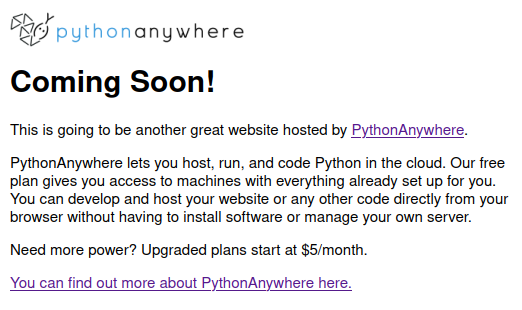 pythonanywhere
Coming Soon!
This is going to be another great website hosted by PythonAnywhere.
PythonAnywhere lets you host, run, and code Python in the cloud. Our free
plan gives you access to machines with everything already set up for you.
You can develop and host your website or any other code directly from your
browser without having to install software or manage your own server.
Need more power? Upgraded plans start at $5/month.
You can find out more about PythonAnywhere here.